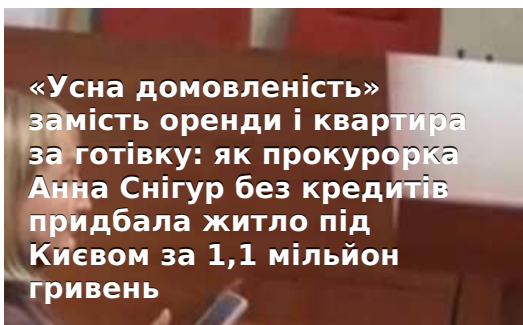 «Усна домовленість»
замість оренди і квартира
за готівку: як прокурорка
Анна Снігур без кредитів
придбала житло під
Києвом за 1,1 мільйон
гривень